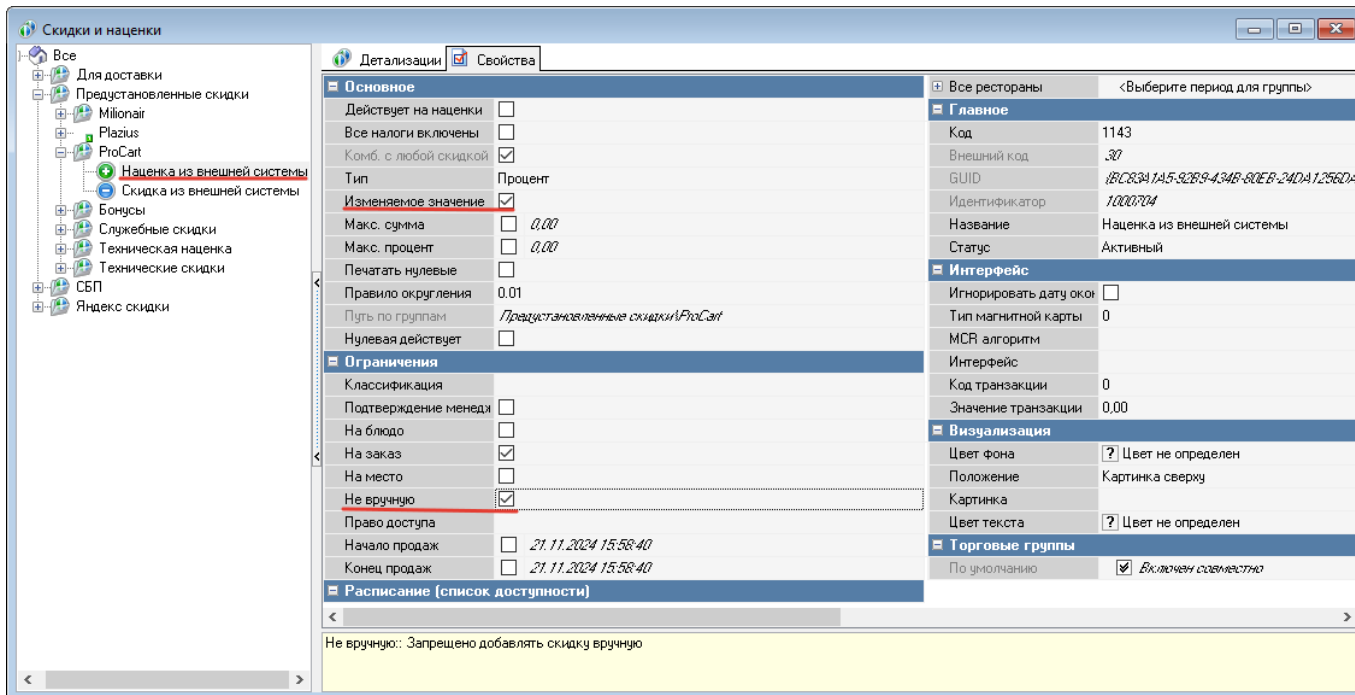 Скидки и наценки
Все
Для доставки
Предустановленные скидки
Milionair
Plazius
ProCart
Наценка из внешней системы
Скидка из внешней системы
Бонусы
Служебные скидки
Техническая наценка
Технические скидки
СБП
Яндекс скидки
Детализации Свойства
Основное
Действует на наценки
Все налоги включены
Комб. с любой скидкой
Тип Процент
Изменяемое значение
Макс. сумма 0,00
Макс. процент 0,00
Печатать нулевые
Правило округления 0.01
Путь по группам Предустановленные скидки\ProCart
Нулевая действует
Ограничения
Классификация
Подтверждение менедж
На блюдо
На заказ
На место
Не вручную
Право доступа
Начало продаж 21.11.2024 15:58:40
Конец продаж 21.11.2024 15:58:40
Расписание (список доступности)
Все рестораны <Выберите период для группы>
Главное
Код 1143
Внешний код 30
GUID {BC83A1A5-92B9-434B-80EB-24DA1256DA
Идентификатор 1000704
Название Наценка из внешней системы
Статус Активный
Интерфейс
Игнорировать дату окон
Тип магнитной карты 0
MCR алгоритм
Интерфейс
Код транзакции 0
Значение транзакции 0,00
Визуализация
Цвет фона ? Цвет не определен
Положение Картинка сверху
Картинка
Цвет текста ? Цвет не определен
Торговые группы
По умолчанию Включен совместно
Не вручную:: Запрещено добавлять скидку вручную